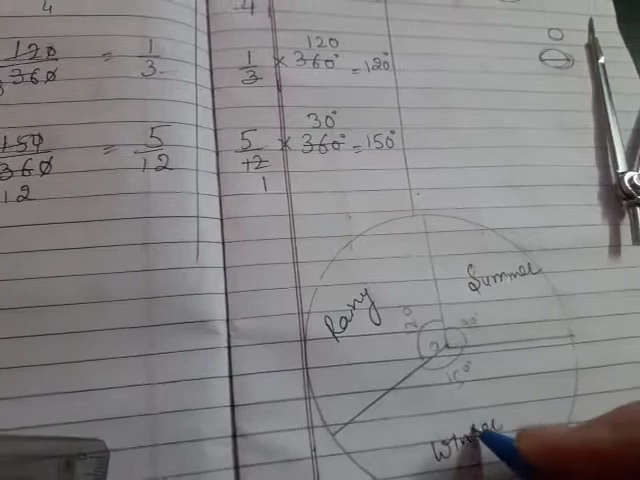 4 4
120/360 = 1/3 1/3 × 360° = 120° 120
150/360 = 5/12 5/12 × 360° = 150° 30°
12 1
Summer
Rany
120
90°
150°
Winter